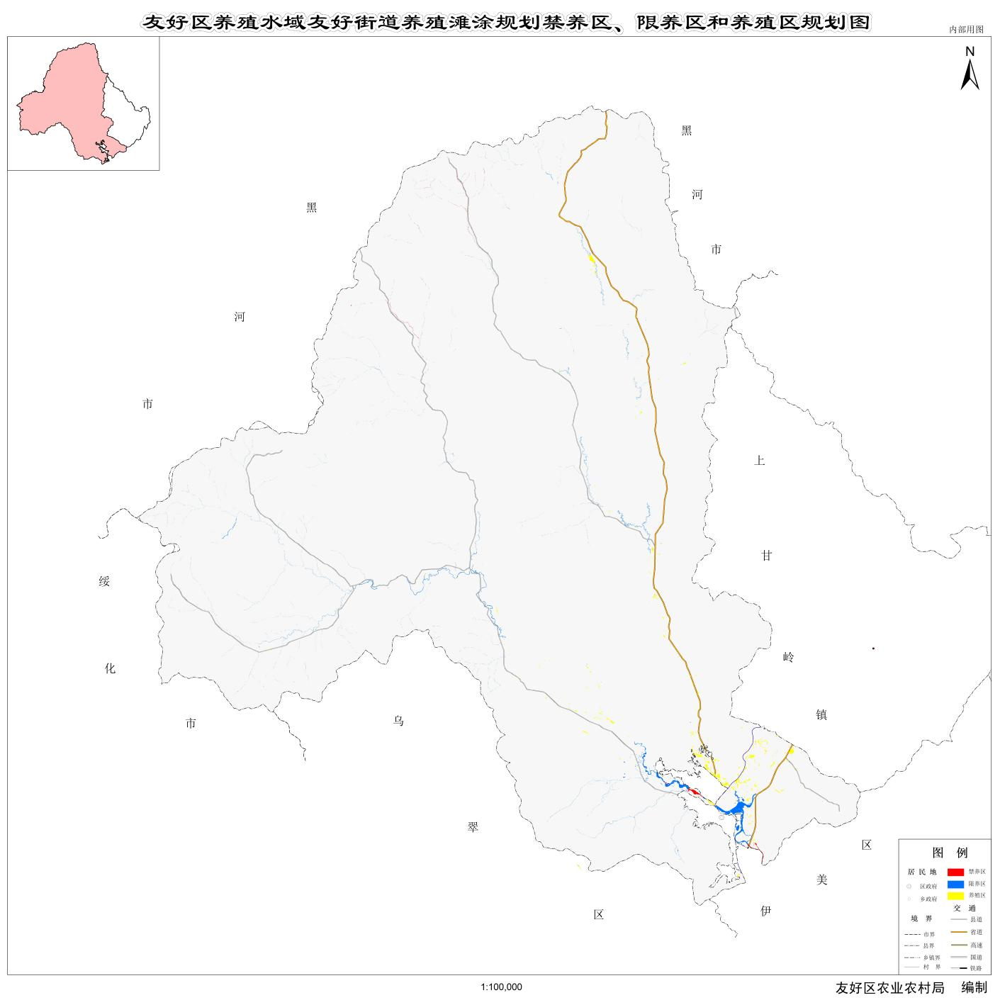 友好区养殖水域友好街道养殖滩涂规划禁养区、限养区和养殖区规划图
内部用图
N
黑
河
市
黑
河
市
上
甘
岭
镇
绥
化
市
乌
翠
区
伊
美
区
图 例
居 民 地
区政府
乡政府
禁养区
限养区
养殖区
境 界
市界
县界
乡镇界
村 界
交 通
县道
省道
高速
国道
铁路
1:100,000
友好区农业农村局 编制